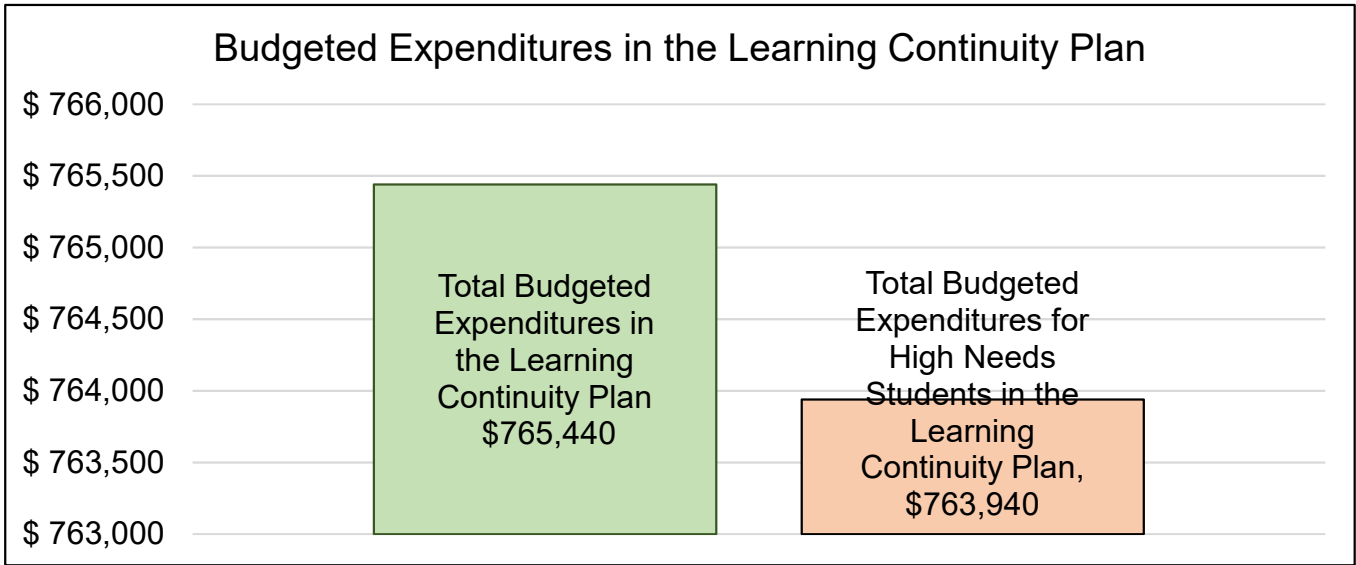 Budgeted Expenditures in the Learning Continuity Plan
$ 766,000
$ 765,500
$ 765,000
$ 764,500
$ 764,000
$ 763,500
$ 763,000
Total Budgeted
Expenditures in
the Learning
Continuity Plan
$765,440
Total Budgeted
Expenditures for
High Needs
Students in the
Learning
Continuity Plan,
$763,940